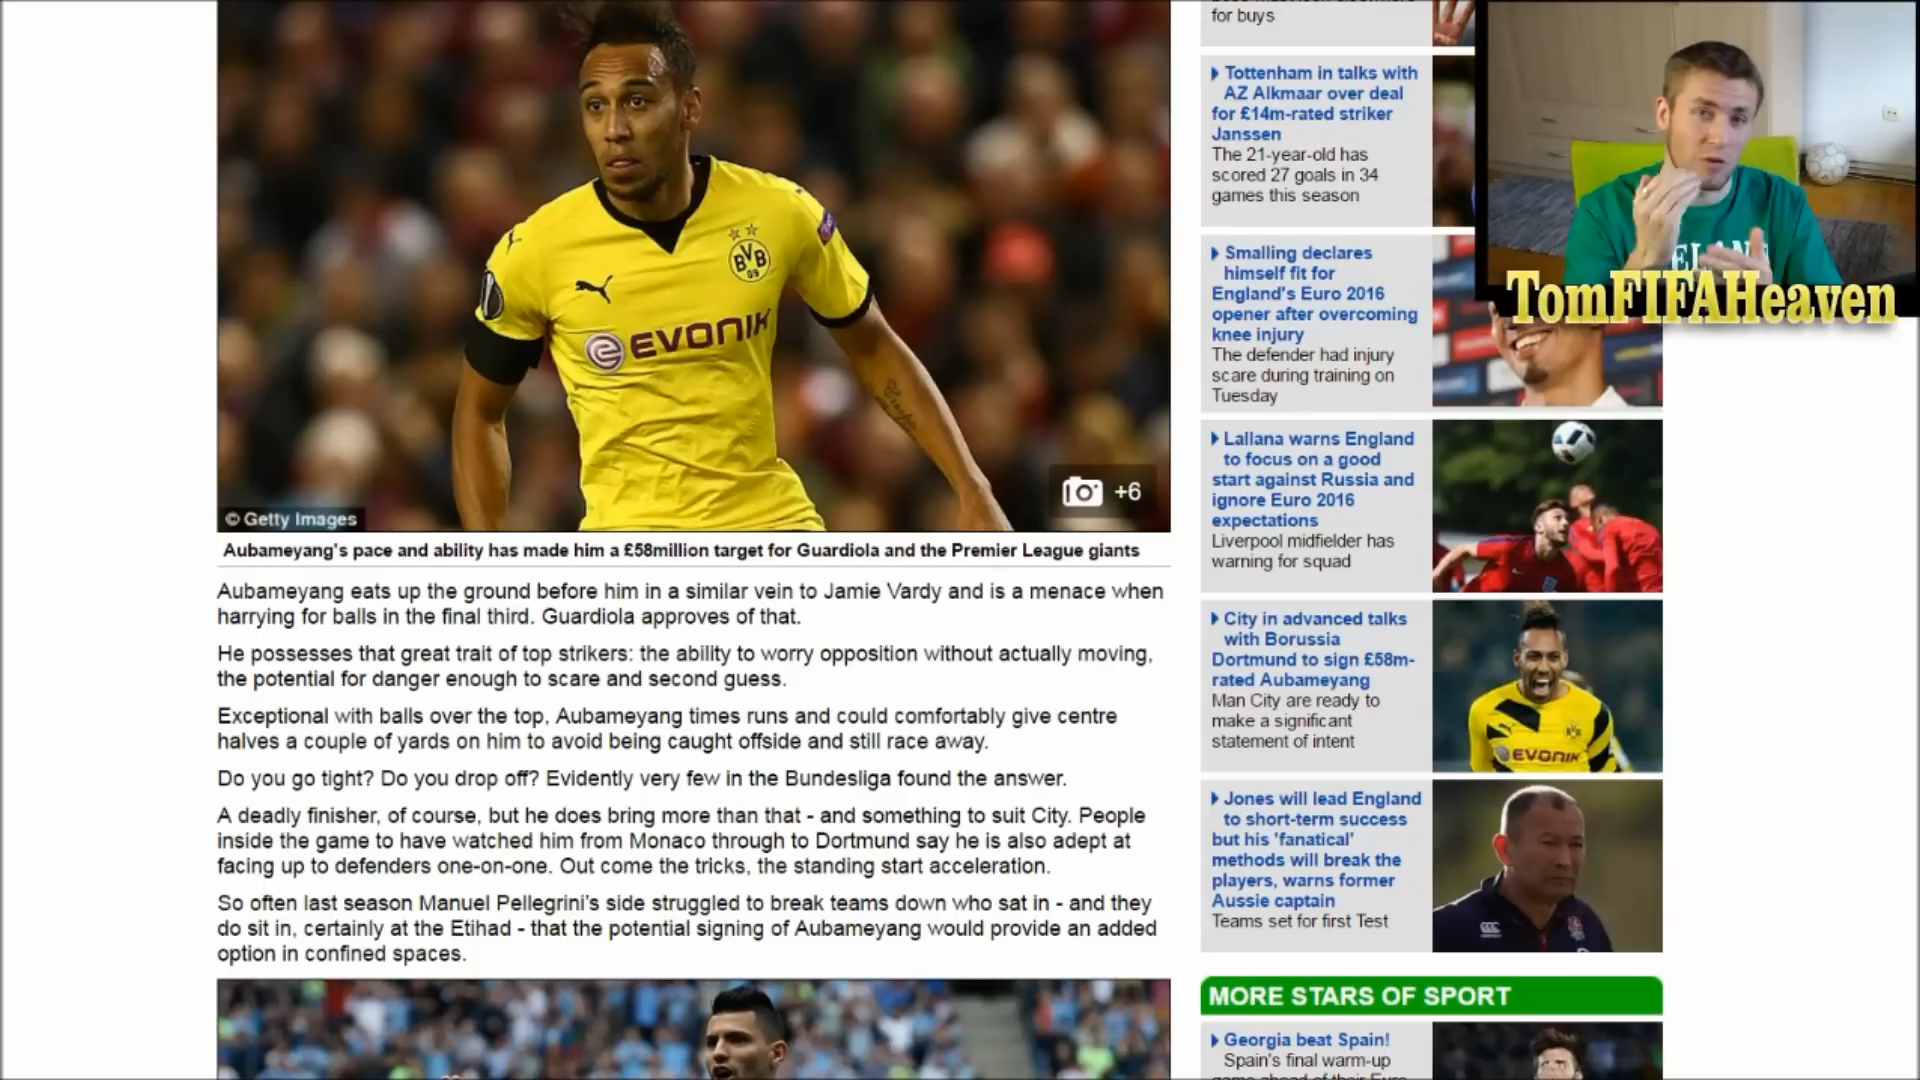 BVB
09
EVONIK
© Getty Images
+6
Aubameyang's pace and ability has made him a £58million target for Guardiola and the Premier League giants
Aubameyang eats up the ground before him in a similar vein to Jamie Vardy and is a menace when
harrying for balls in the final third. Guardiola approves of that.
He possesses that great trait of top strikers: the ability to worry opposition without actually moving,
the potential for danger enough to scare and second guess.
Exceptional with balls over the top, Aubameyang times runs and could comfortably give centre
halves a couple of yards on him to avoid being caught offside and still race away.
Do you go tight? Do you drop off? Evidently very few in the Bundesliga found the answer.
A deadly finisher, of course, but he does bring more than that - and something to suit City. People
inside the game to have watched him from Monaco through to Dortmund say he is also adept at
facing up to defenders one-on-one. Out come the tricks, the standing start acceleration.
So often last season Manuel Pellegrini's side struggled to break teams down who sat in - and they
do sit in, certainly at the Etihad - that the potential signing of Aubameyang would provide an added
option in confined spaces.
for buys
Tottenham in talks with
AZ Alkmaar over deal
for £14m-rated striker
Janssen
The 21-year-old has
scored 27 goals in 34
games this season
Smalling declares
himself fit for
England's Euro 2016
opener after overcoming
knee injury
The defender had injury
scare during training on
Tuesday
Lallana warns England
to focus on a good
start against Russia and
ignore Euro 2016
expectations
Liverpool midfielder has
warning for squad
City in advanced talks
with Borussia
Dortmund to sign £58m-
rated Aubameyang
Man City are ready to
make a significant
statement of intent
EVONIK
Jones will lead England
to short-term success
but his 'fanatical'
methods will break the
players, warns former
Aussie captain
Teams set for first Test
MORE STARS OF SPORT
Georgia beat Spain!
Spain's final warm-up
TomFIFAHeaven